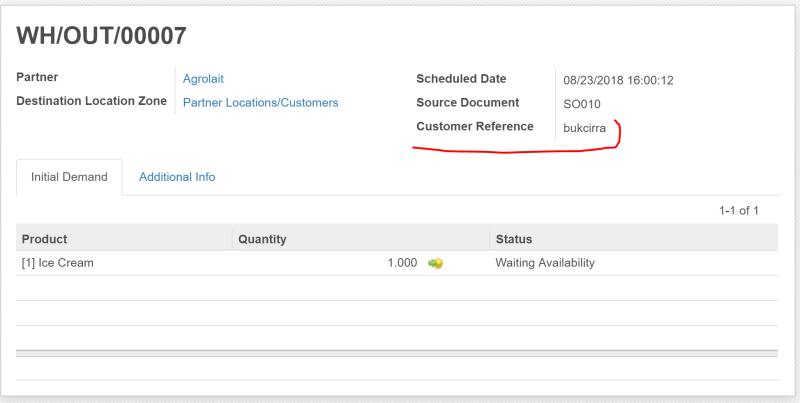 WH/OUT/00007
Partner Agrolait
Destination Location Zone Partner Locations/Customers
Scheduled Date 08/23/2018 16:00:12
Source Document SO010
Customer Reference bukcirra
Initial Demand Additional Info
1-1 of 1
Product Quantity Status
[1] Ice Cream 1.000 Waiting Availability